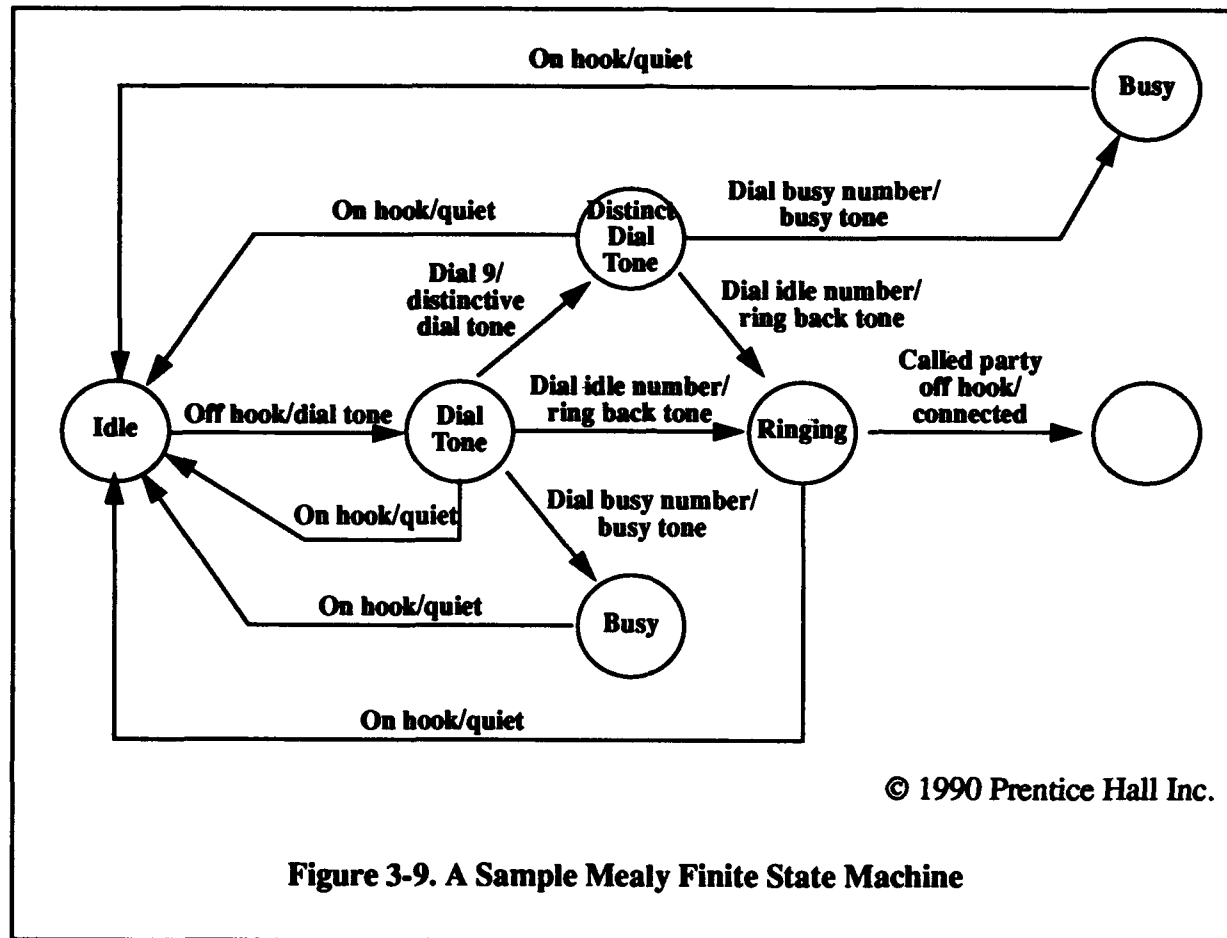 On hook/quiet
Busy
On hook/quiet
Distinct
Dial
Tone
Dial busy number/
busy tone
Dial 9/
distinctive
dial tone
Dial idle number/
ring back tone
Called party
off hook/
connected
Idle
Off hook/dial tone
Dial
Tone
Dial idle number/
ring back tone
Ringing
On hook/quiet
Dial busy number/
busy tone
On hook/quiet
Busy
On hook/quiet
© 1990 Prentice Hall Inc.
Figure 3-9. A Sample Mealy Finite State Machine